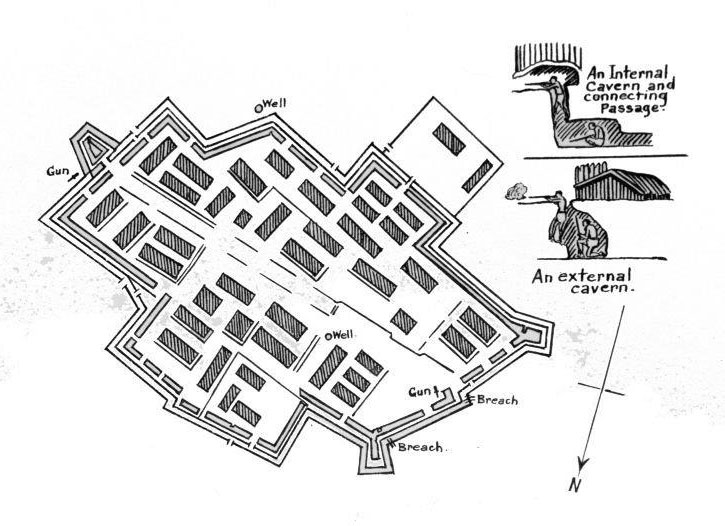 Well
Gun
An Internal
Cavern and
connecting
Passage.
An external
cavern.
Well.
Gun
Breach
Breach.
N